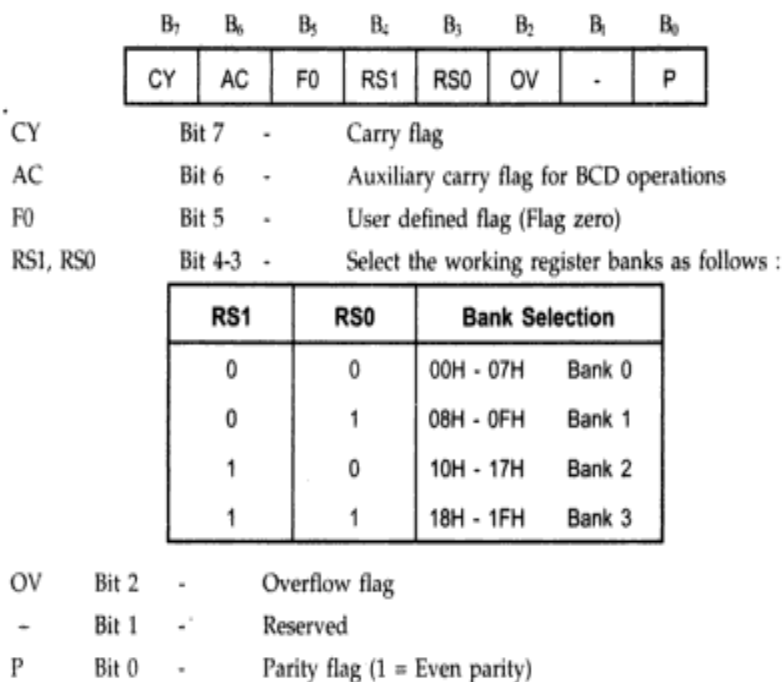 B₇ B₆ B₅ B₄ B₃ B₂ B₁ B₀
CY AC F0 RS1 RS0 OV - P
CY Bit 7 - Carry flag
AC Bit 6 - Auxiliary carry flag for BCD operations
F0 Bit 5 - User defined flag (Flag zero)
RS1, RS0 Bit 4-3 - Select the working register banks as follows :
RS1 RS0 Bank Selection
0 0 00H - 07H Bank 0
0 1 08H - 0FH Bank 1
1 0 10H - 17H Bank 2
1 1 18H - 1FH Bank 3
OV Bit 2 - Overflow flag
– Bit 1 - Reserved
P Bit 0 - Parity flag (1 = Even parity)